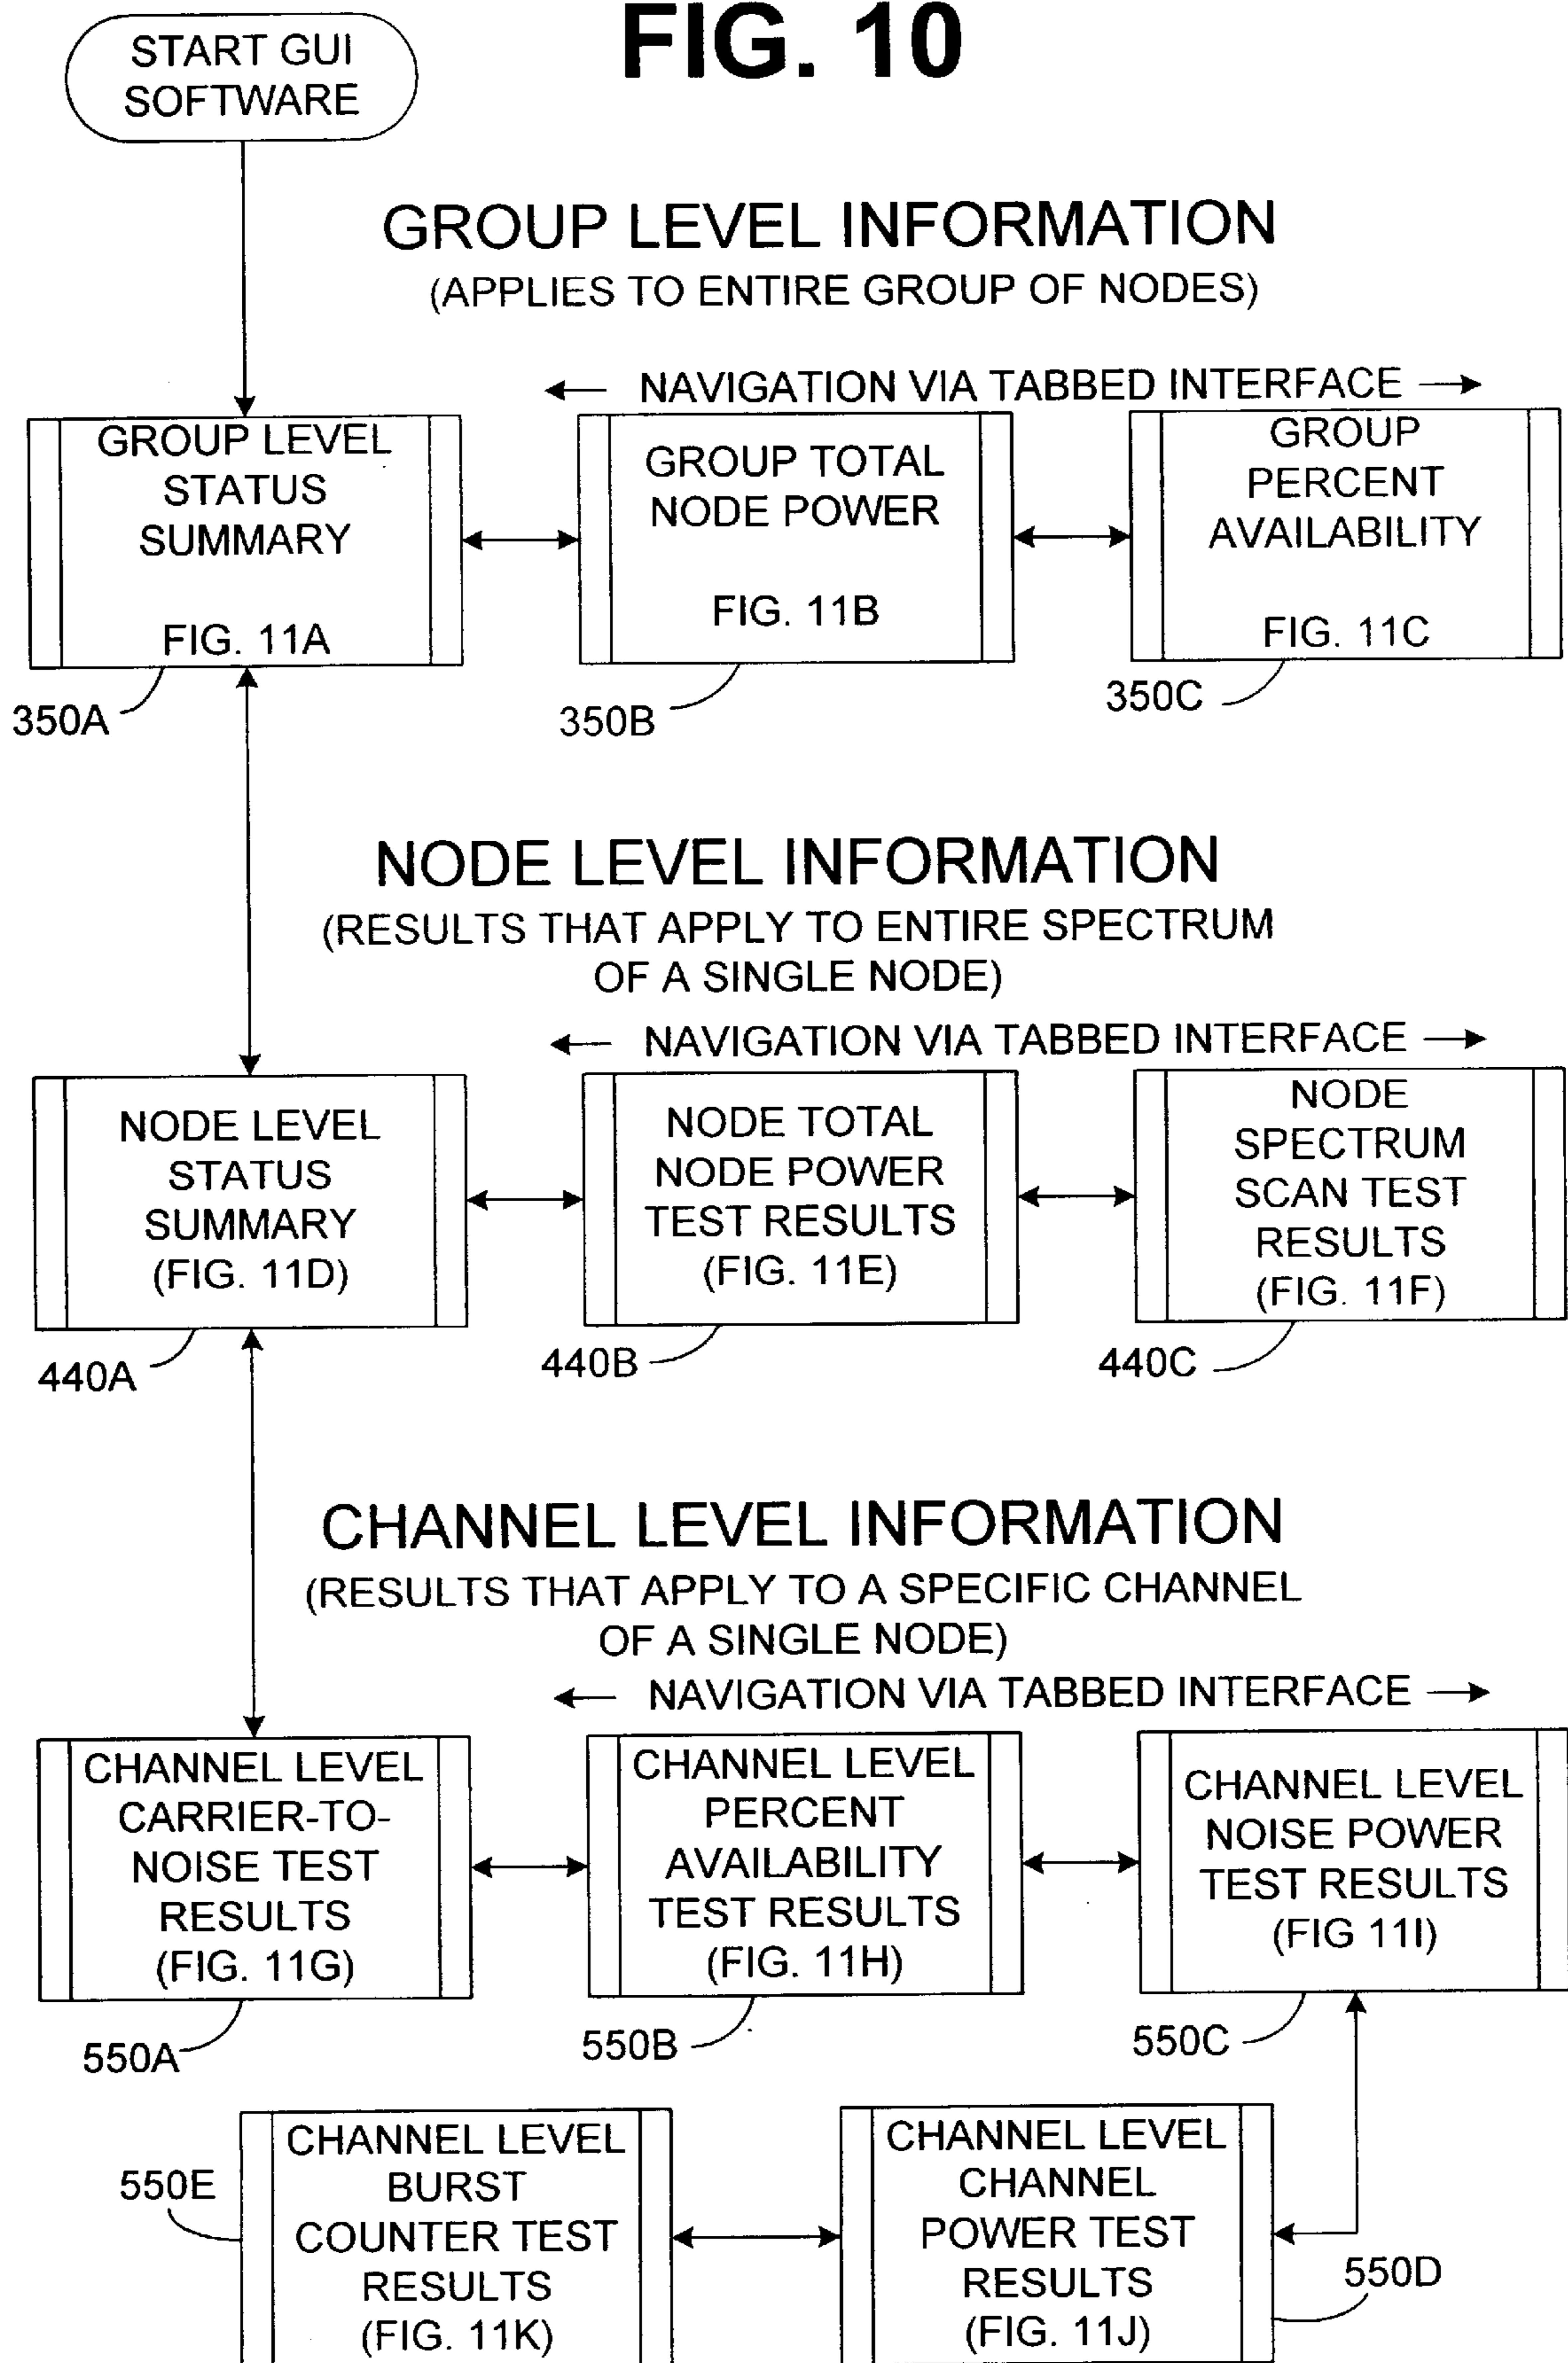 FIG. 10
START GUI
SOFTWARE
GROUP LEVEL INFORMATION
(APPLIES TO ENTIRE GROUP OF NODES)
NAVIGATION VIA TABBED INTERFACE
GROUP LEVEL
STATUS
SUMMARY
FIG. 11A
GROUP TOTAL
NODE POWER
FIG. 11B
GROUP
PERCENT
AVAILABILITY
FIG. 11C
350A
350B
350C
NODE LEVEL INFORMATION
(RESULTS THAT APPLY TO ENTIRE SPECTRUM
OF A SINGLE NODE)
NAVIGATION VIA TABBED INTERFACE
NODE LEVEL
STATUS
SUMMARY
(FIG. 11D)
NODE TOTAL
NODE POWER
TEST RESULTS
(FIG. 11E)
NODE
SPECTRUM
SCAN TEST
RESULTS
(FIG. 11F)
440A
440B
440C
CHANNEL LEVEL INFORMATION
(RESULTS THAT APPLY TO A SPECIFIC CHANNEL
OF A SINGLE NODE)
NAVIGATION VIA TABBED INTERFACE
CHANNEL LEVEL
CARRIER-TO-
NOISE TEST
RESULTS
(FIG. 11G)
CHANNEL LEVEL
PERCENT
AVAILABILITY
TEST RESULTS
(FIG. 11H)
CHANNEL LEVEL
NOISE POWER
TEST RESULTS
(FIG 11I)
550A
550B
550C
550E
CHANNEL LEVEL
BURST
COUNTER TEST
RESULTS
(FIG. 11K)
CHANNEL LEVEL
CHANNEL
POWER TEST
RESULTS
(FIG. 11J)
550D